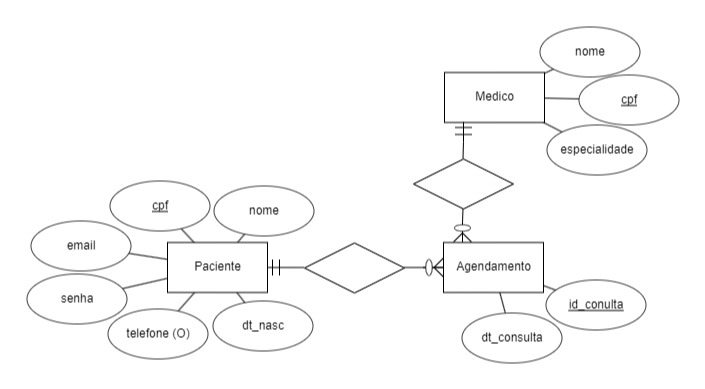 nome
Medico
cpf
especialidade
cpf
nome
email
Paciente
Agendamento
senha
id_conulta
telefone (O)
dt_nasc
dt_consulta